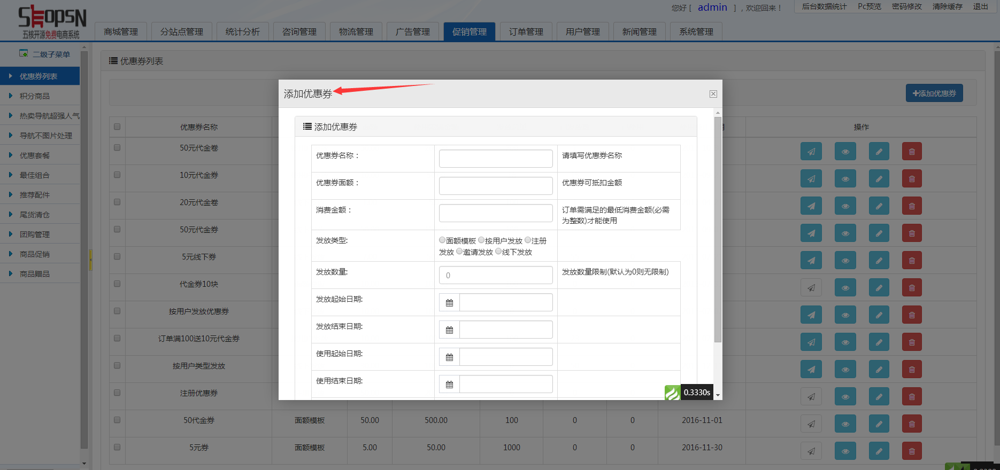 您好 [ admin ] , 欢迎回来！ 后台数据统计 Pc预览 密码修改 清除缓存 退出
ShopSN
五核开源免费电商系统
商城管理 分站点管理 统计分析 咨询管理 物流管理 广告管理 促销管理 订单管理 用户管理 新闻管理 系统管理
二级子菜单
优惠券列表
积分商品
热卖导航超强人气
导航不图片处理
优惠套餐
最佳组合
推荐配件
尾货清仓
团购管理
商品促销
商品赠品
优惠券列表
添加优惠券
优惠券名称 操作
50元代金卷
10元代金券
20元代金卷
50元代金券
5元线下券
代金券10块
按用户发放优惠券
订单满100送10元代金券
按用户类型发放
注册优惠券
50代金券 面额模板 50.00 500.00 100 0 0 2016-11-01
5元券 面额模板 5.00 50.00 1000 0 0 2016-11-30
添加优惠券
添加优惠券
优惠券名称： 请填写优惠券名称
优惠券面额： 优惠券可抵扣金额
消费金额： 订单需满足的最低消费金额(必需
为整数)才能使用
发放类型: 面额模板 按用户发放 注册
发放 邀请发放 线下发放
发放数量: 0 发放数量限制(默认为0则无限制)
发放起始日期:
发放结束日期:
使用起始日期:
使用结束日期:
0.3330s